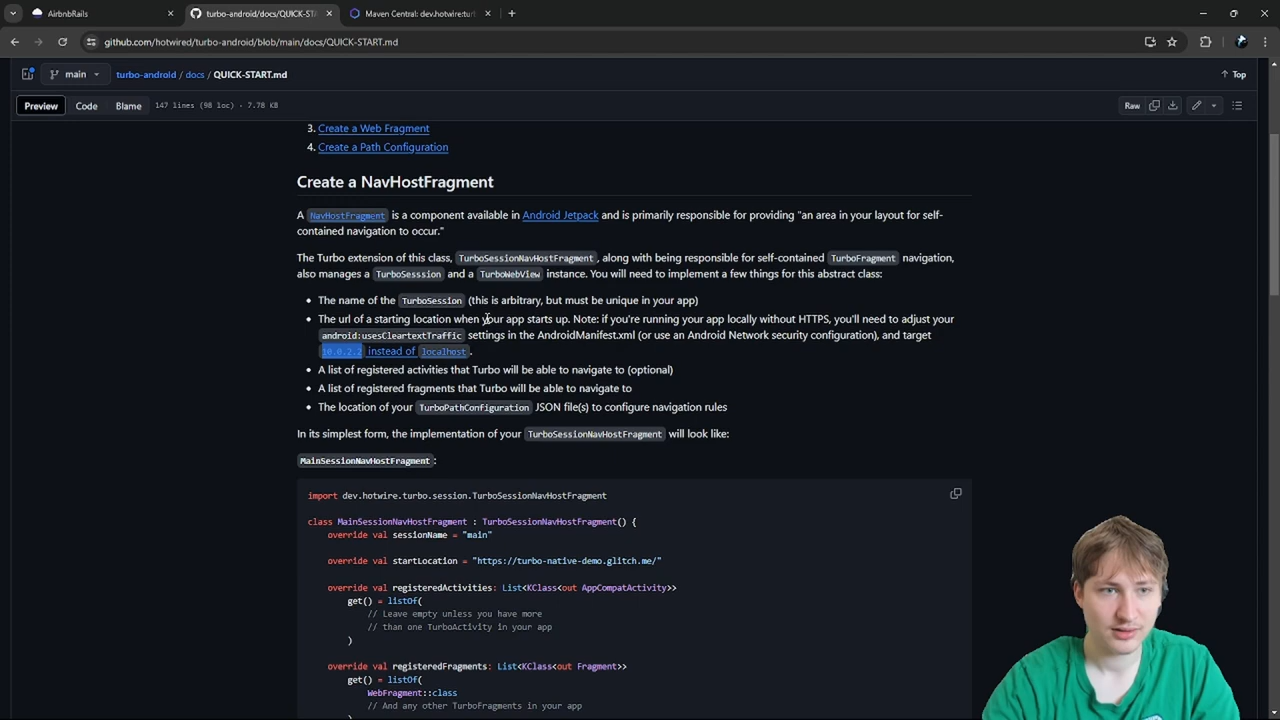 AirbnbRails
turbo-android/docs/QUICK-ST
Maven Central: dev.hotwire:tur
github.com/hotwired/turbo-android/blob/main/docs/QUICK-START.md
main
turbo-android / docs / QUICK-START.md
Top
Preview
Code
Blame
147 lines (98 loc) · 7.78 KB
Raw
3. Create a Web Fragment
4. Create a Path Configuration
Create a NavHostFragment
A NavHostFragment is a component available in Android Jetpack and is primarily responsible for providing "an area in your layout for self-
contained navigation to occur."
The Turbo extension of this class, TurboSessionNavHostFragment, along with being responsible for self-contained TurboFragment navigation,
also manages a TurboSesssion and a TurboWebView instance. You will need to implement a few things for this abstract class:
• The name of the TurboSession (this is arbitrary, but must be unique in your app)
• The url of a starting location when your app starts up. Note: if you're running your app locally without HTTPS, you'll need to adjust your
android:usesCleartextTraffic settings in the AndroidManifest.xml (or use an Android Network security configuration), and target
10.0.2.2 instead of localhost.
• A list of registered activities that Turbo will be able to navigate to (optional)
• A list of registered fragments that Turbo will be able to navigate to
• The location of your TurboPathConfiguration JSON file(s) to configure navigation rules
In its simplest form, the implementation of your TurboSessionNavHostFragment will look like:
MainSessionNavHostFragment:
import dev.hotwire.turbo.session.TurboSessionNavHostFragment
class MainSessionNavHostFragment : TurboSessionNavHostFragment() {
override val sessionName = "main"
override val startLocation = "https://turbo-native-demo.glitch.me/"
override val registeredActivities: List<KClass<out AppCompatActivity>>
get() = listOf(
// Leave empty unless you have more
// than one TurboActivity in your app
)
override val registeredFragments: List<KClass<out Fragment>>
get() = listOf(
WebFragment::class
// And any other TurboFragments in your app
)